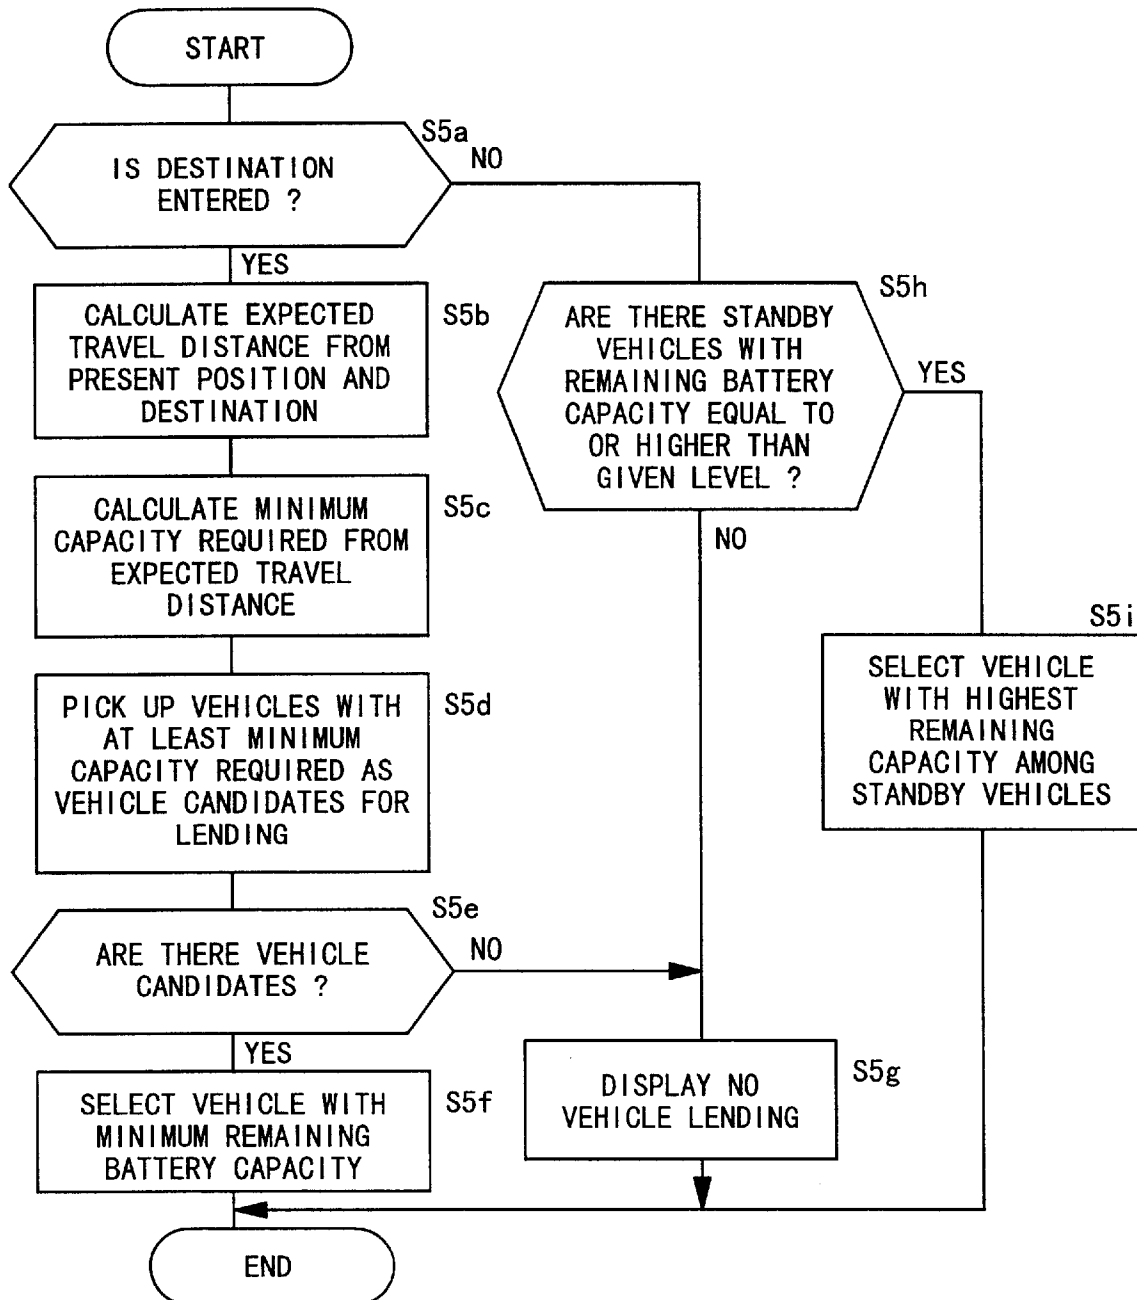 START
S5a
IS DESTINATION
ENTERED ?
NO
YES
CALCULATE EXPECTED
TRAVEL DISTANCE FROM
PRESENT POSITION AND
DESTINATION
S5b
CALCULATE MINIMUM
CAPACITY REQUIRED FROM
EXPECTED TRAVEL
DISTANCE
S5c
PICK UP VEHICLES WITH
AT LEAST MINIMUM
CAPACITY REQUIRED AS
VEHICLE CANDIDATES FOR
LENDING
S5d
S5e
ARE THERE VEHICLE
CANDIDATES ?
NO
YES
SELECT VEHICLE WITH
MINIMUM REMAINING
BATTERY CAPACITY
S5f
S5h
ARE THERE STANDBY
VEHICLES WITH
REMAINING BATTERY
CAPACITY EQUAL TO
OR HIGHER THAN
GIVEN LEVEL ?
YES
NO
S5i
SELECT VEHICLE
WITH HIGHEST
REMAINING
CAPACITY AMONG
STANDBY VEHICLES
DISPLAY NO
VEHICLE LENDING
S5g
END